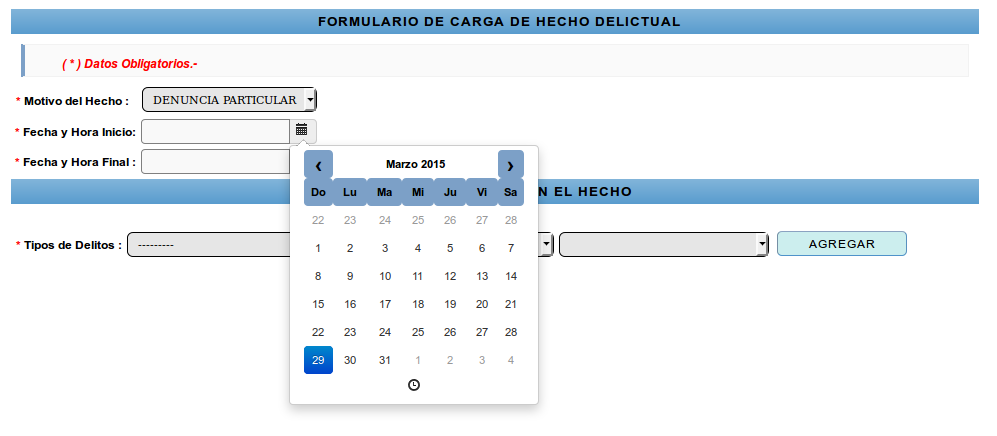 FORMULARIO DE CARGA DE HECHO DELICTUAL
( * ) Datos Obligatorios.-
* Motivo del Hecho : DENUNCIA PARTICULAR
* Fecha y Hora Inicio:
* Fecha y Hora Final :
‹ Marzo 2015 ›
Do Lu Ma Mi Ju Vi Sa
N EL HECHO
22 23 24 25 26 27 28
* Tipos de Delitos : --------- AGREGAR
1 2 3 4 5 6 7
8 9 10 11 12 13 14
15 16 17 18 19 20 21
22 23 24 25 26 27 28
29 30 31 1 2 3 4